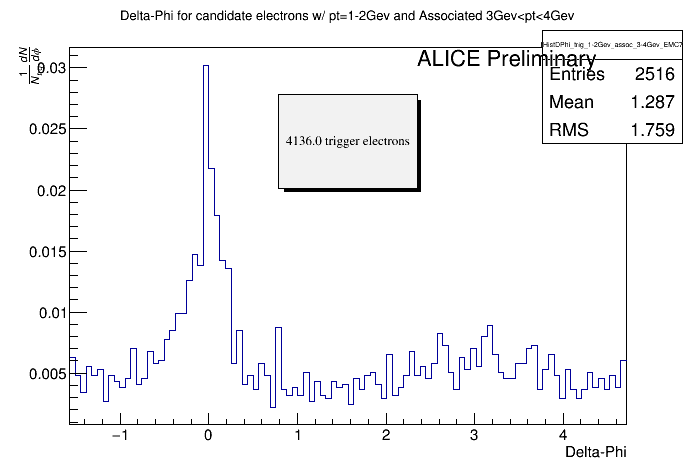 Delta-Phi for candidate electrons w/ pt=1-2Gev and Associated 3Gev<pt<4Gev
ALICE Preliminary
HistDPhi_trig_1-2Gev_assoc_3-4Gev_EMC7
Entries 2516
Mean 1.287
RMS 1.759
4136.0 trigger electrons
1 dN
dϕ
0.03
0.025
0.02
0.015
0.01
0.005
−1 0 1 2 3 4
Delta-Phi